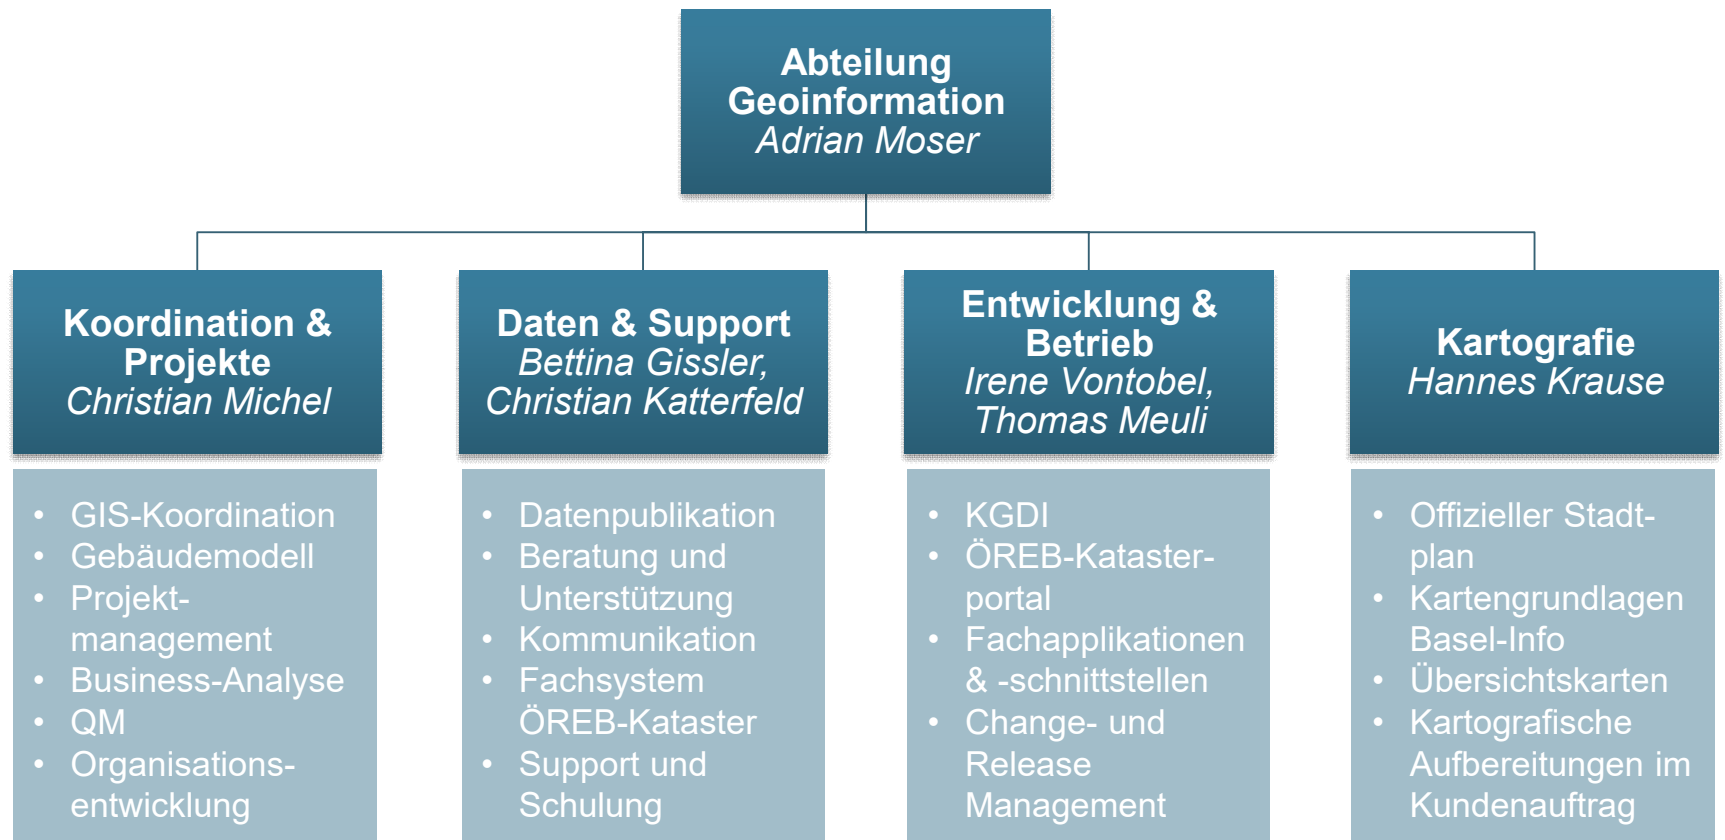 Abteilung
Geoinformation
Adrian Moser
Koordination &
Projekte
Christian Michel
• GIS-Koordination
• Gebäudemodell
• Projekt-
management
• Business-Analyse
• QM
• Organisations-
entwicklung
Daten & Support
Bettina Gissler,
Christian Katterfeld
• Datenpublikation
• Beratung und
Unterstützung
• Kommunikation
• Fachsystem
ÖREB-Kataster
• Support und
Schulung
Entwicklung &
Betrieb
Irene Vontobel,
Thomas Meuli
• KGDI
• ÖREB-Kataster-
portal
• Fachapplikationen
& -schnittstellen
• Change- und
Release
Management
Kartografie
Hannes Krause
• Offizieller Stadt-
plan
• Kartengrundlagen
Basel-Info
• Übersichtskarten
• Kartografische
Aufbereitungen im
Kundenauftrag